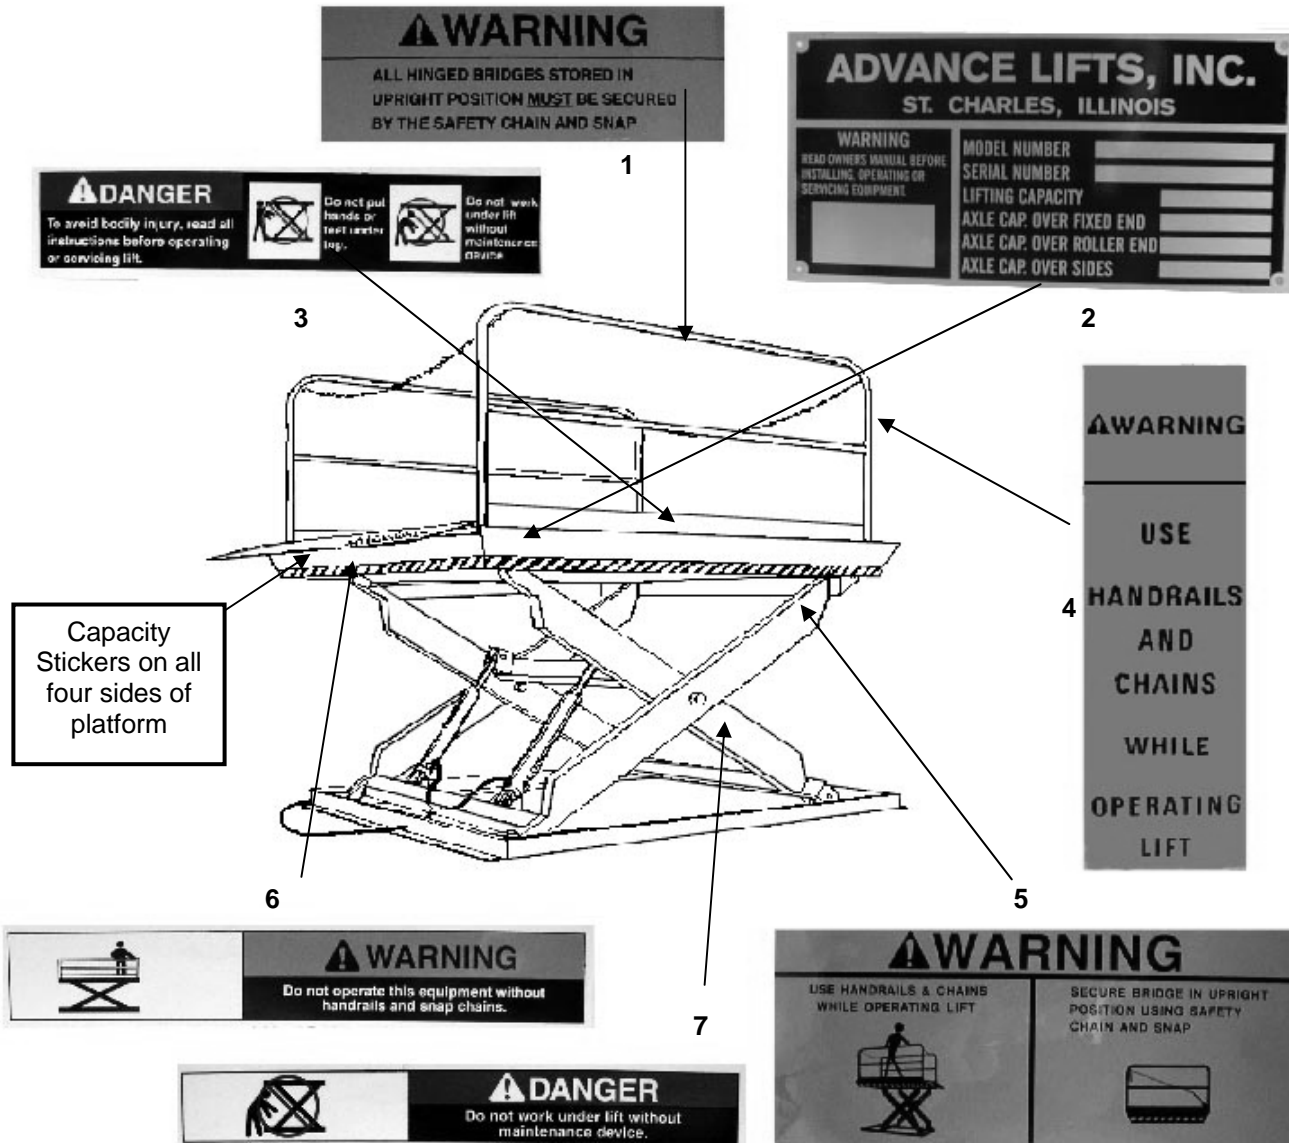 WARNING
ALL HINGED BRIDGES STORED IN
UPRIGHT POSITION MUST BE SECURED
BY THE SAFETY CHAIN AND SNAP
1
ADVANCE LIFTS, INC.
ST. CHARLES, ILLINOIS
WARNING
READ OWNERS MANUAL BEFORE
INSTALLING, OPERATING OR
SERVICING EQUIPMENT.
MODEL NUMBER
SERIAL NUMBER
LIFTING CAPACITY
AXLE CAP. OVER FIXED END
AXLE CAP. OVER ROLLER END
AXLE CAP. OVER SIDES
2
DANGER
To avoid bodily injury, read all
instructions before operating
or servicing lift.
Do not put
hands or
feet under
top.
Do not work
under lift
without
maintenance
device
3
WARNING
USE
HANDRAILS
AND
CHAINS
WHILE
OPERATING
LIFT
4
Capacity
Stickers on all
four sides of
platform
6
WARNING
Do not operate this equipment without
handrails and snap chains.
5
WARNING
USE HANDRAILS & CHAINS
WHILE OPERATING LIFT
SECURE BRIDGE IN UPRIGHT
POSITION USING SAFETY
CHAIN AND SNAP
7
DANGER
Do not work under lift without
maintenance device.